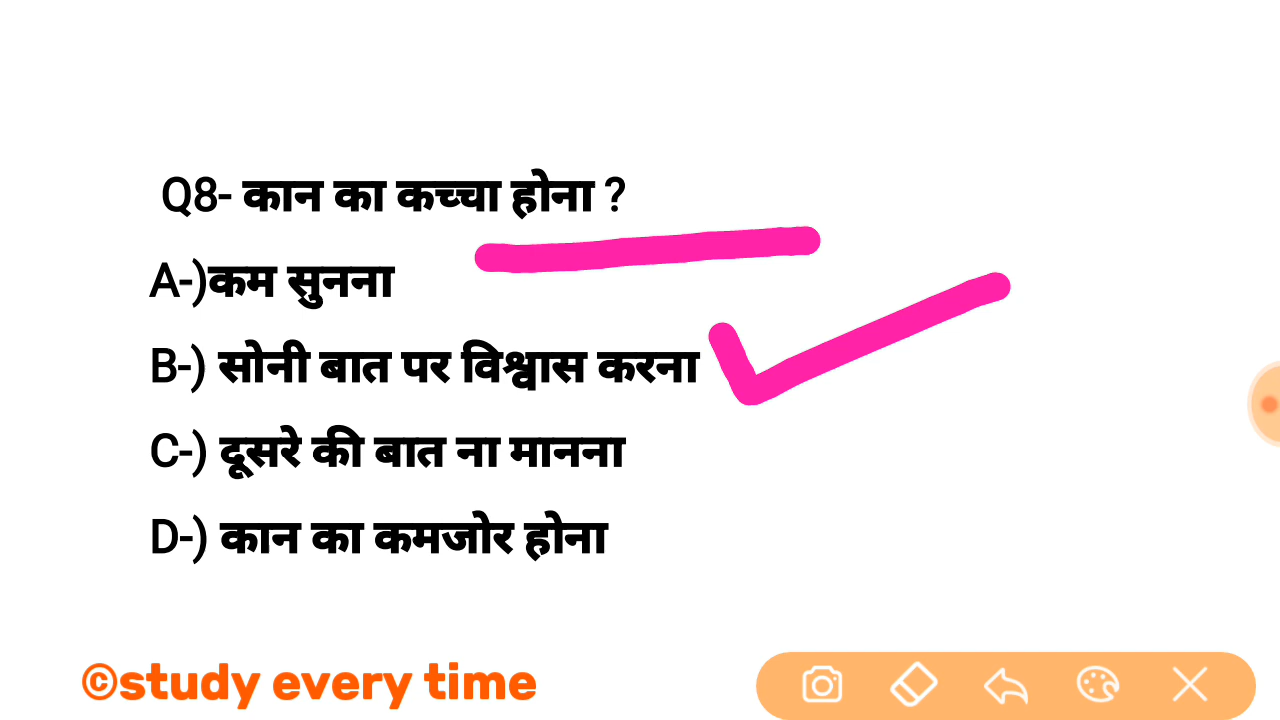 Q8- कान का कच्चा होना ?
A-)कम सुनना
B-) सोनी बात पर विश्वास करना
C-) दूसरे की बात ना मानना
D-) कान का कमजोर होना
©study every time